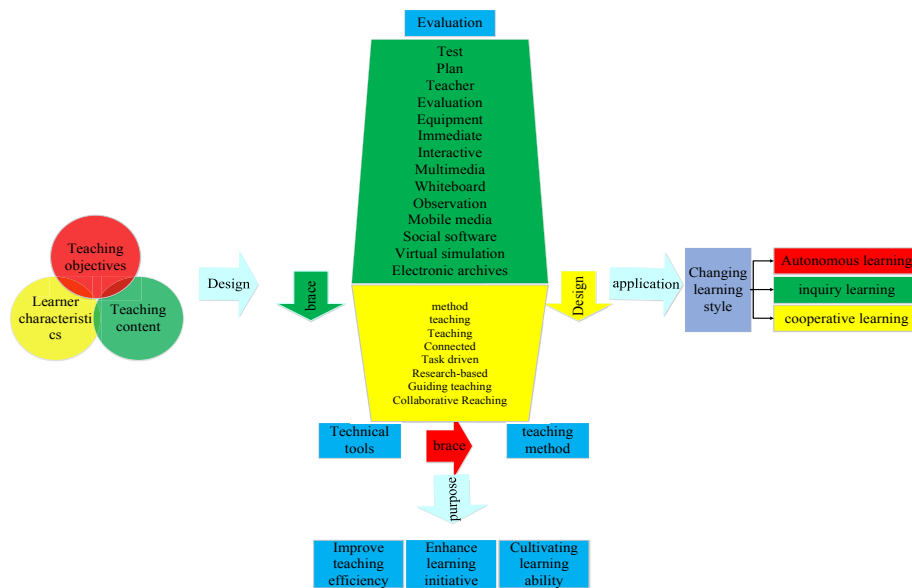 Evaluation
Test
Plan
Teacher
Evaluation
Equipment
Immediate
Interactive
Multimedia
Whiteboard
Observation
Mobile media
Social software
Virtual simulation
Electronic archives
Teaching
objectives
Learner
characteristi
cs
Teaching
content
Design
brace
method
teaching
Teaching
Connected
Task driven
Research-based
Guiding teaching
Collaborative Reaching
Design
application
Changing
learning
style
Autonomous learning
inquiry learning
cooperative learning
Technical
tools
brace
teaching
method
purpose
Improve
teaching
efficiency
Enhance
learning
initiative
Cultivating
learning
ability